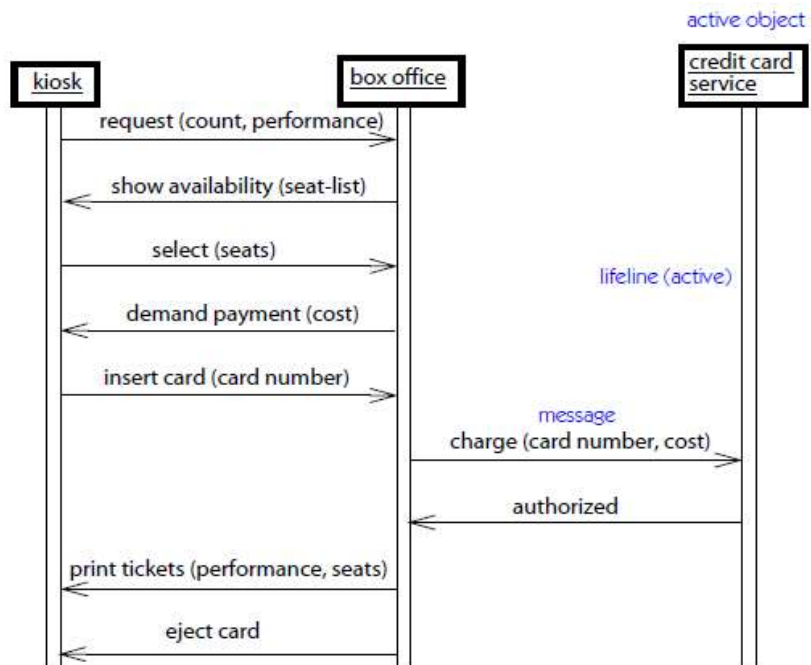 active object
kiosk
box office
credit card
service
request (count, performance)
show availability (seat-list)
select (seats)
lifeline (active)
demand payment (cost)
insert card (card number)
message
charge (card number, cost)
authorized
print tickets (performance, seats)
eject card